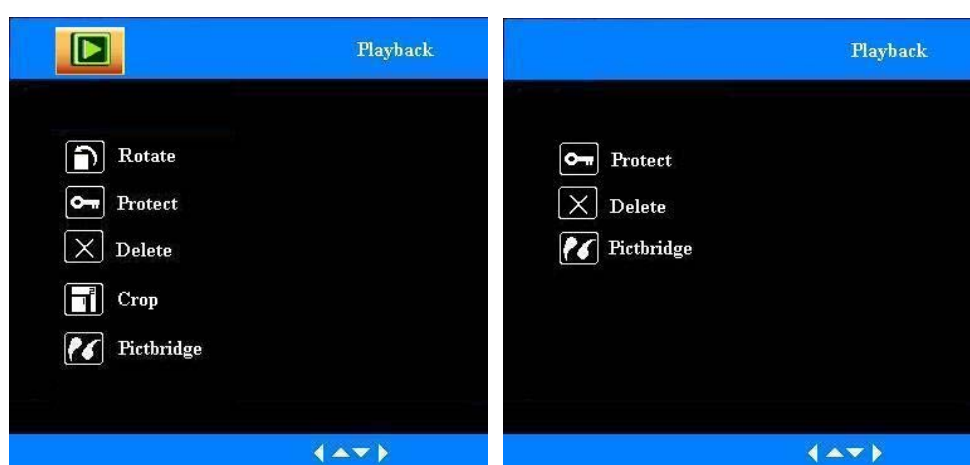 Playback
Rotate
Protect
Delete
Crop
Pictbridge
Playback
Protect
Delete
Pictbridge